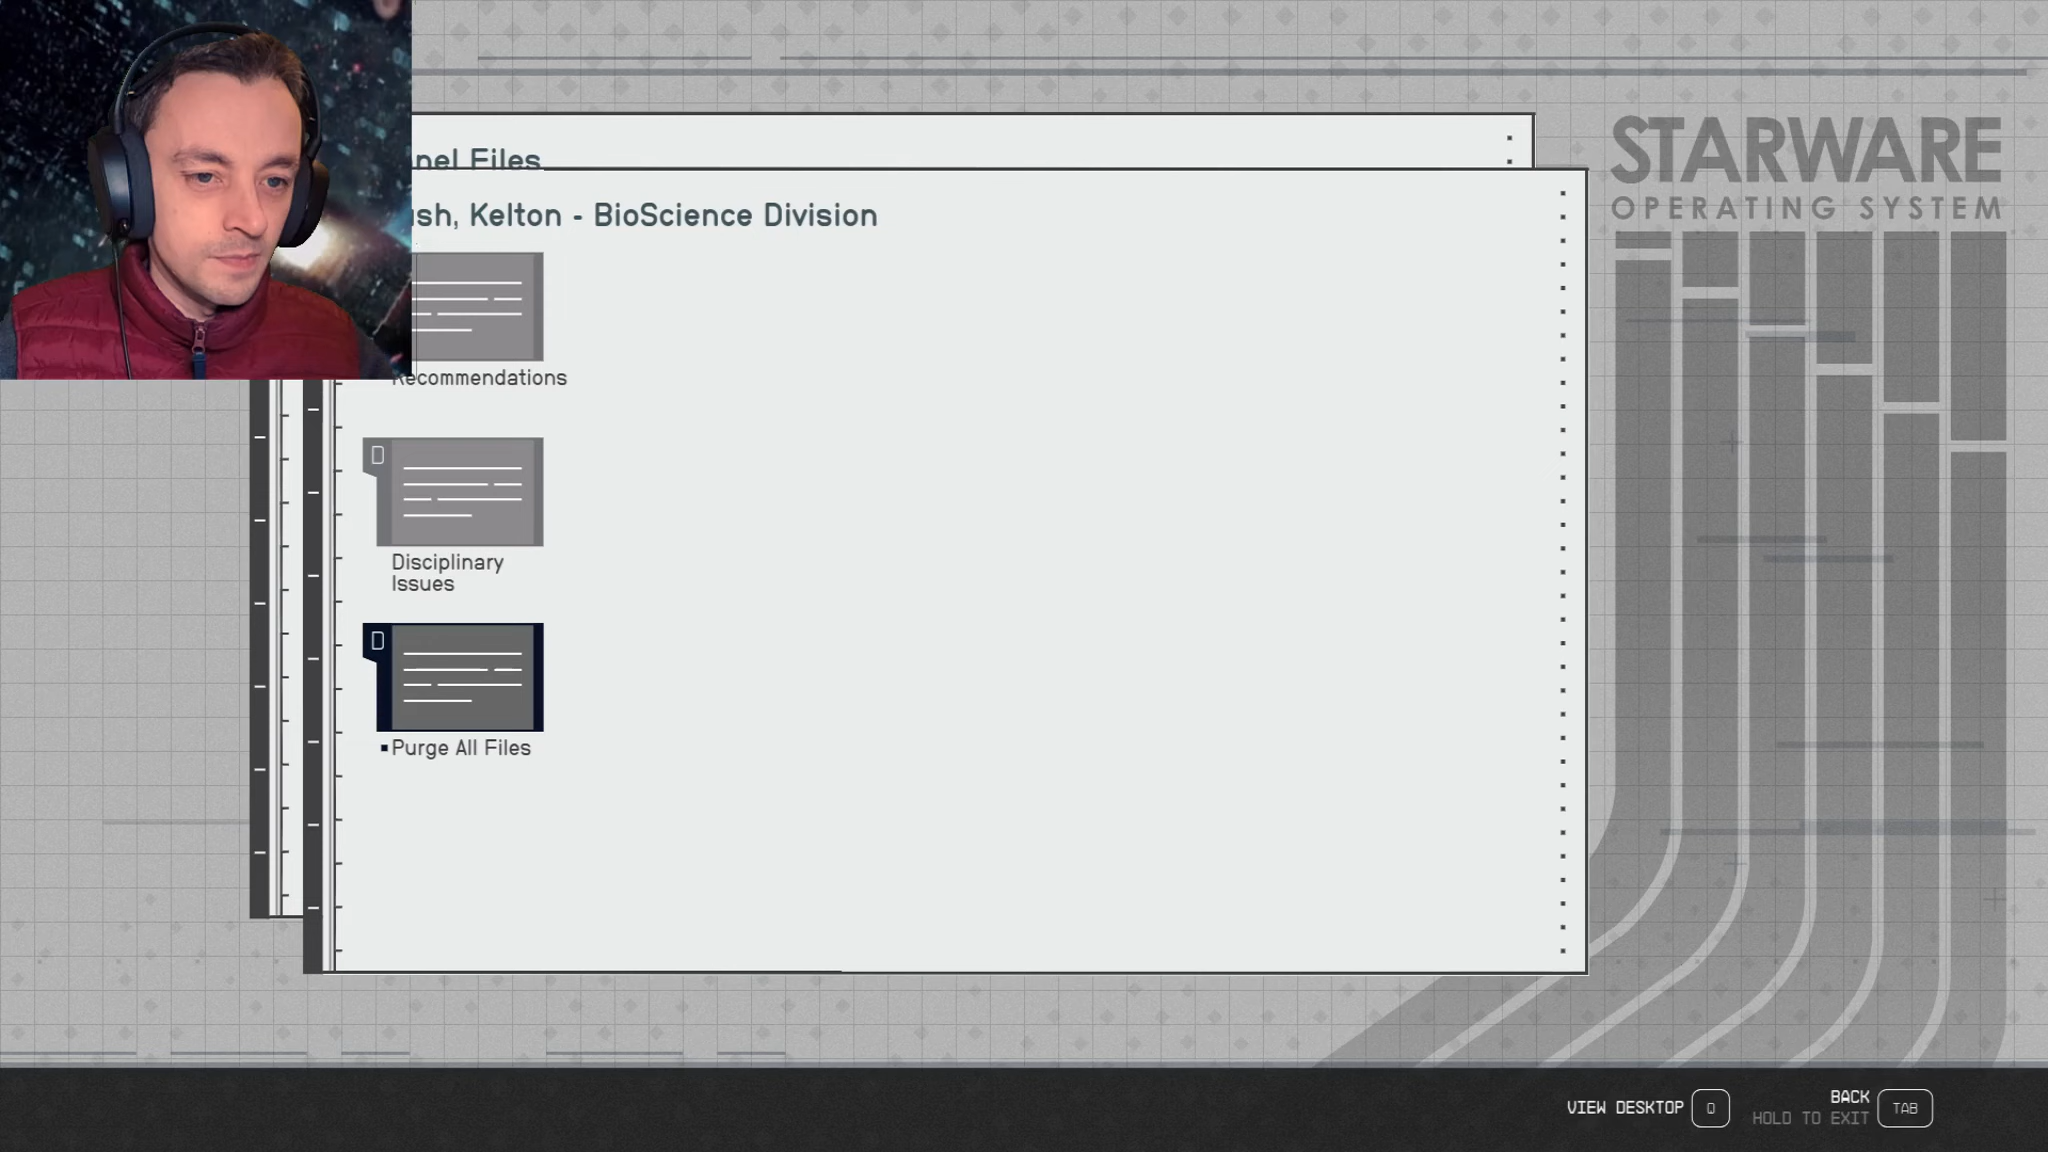 nel Files
sh, Kelton - BioScience Division
STARWARE
OPERATING SYSTEM
Recommendations
D
Disciplinary
Issues
D
Purge All Files
VIEW DESKTOP Q
BACK
HOLD TO EXIT TAB